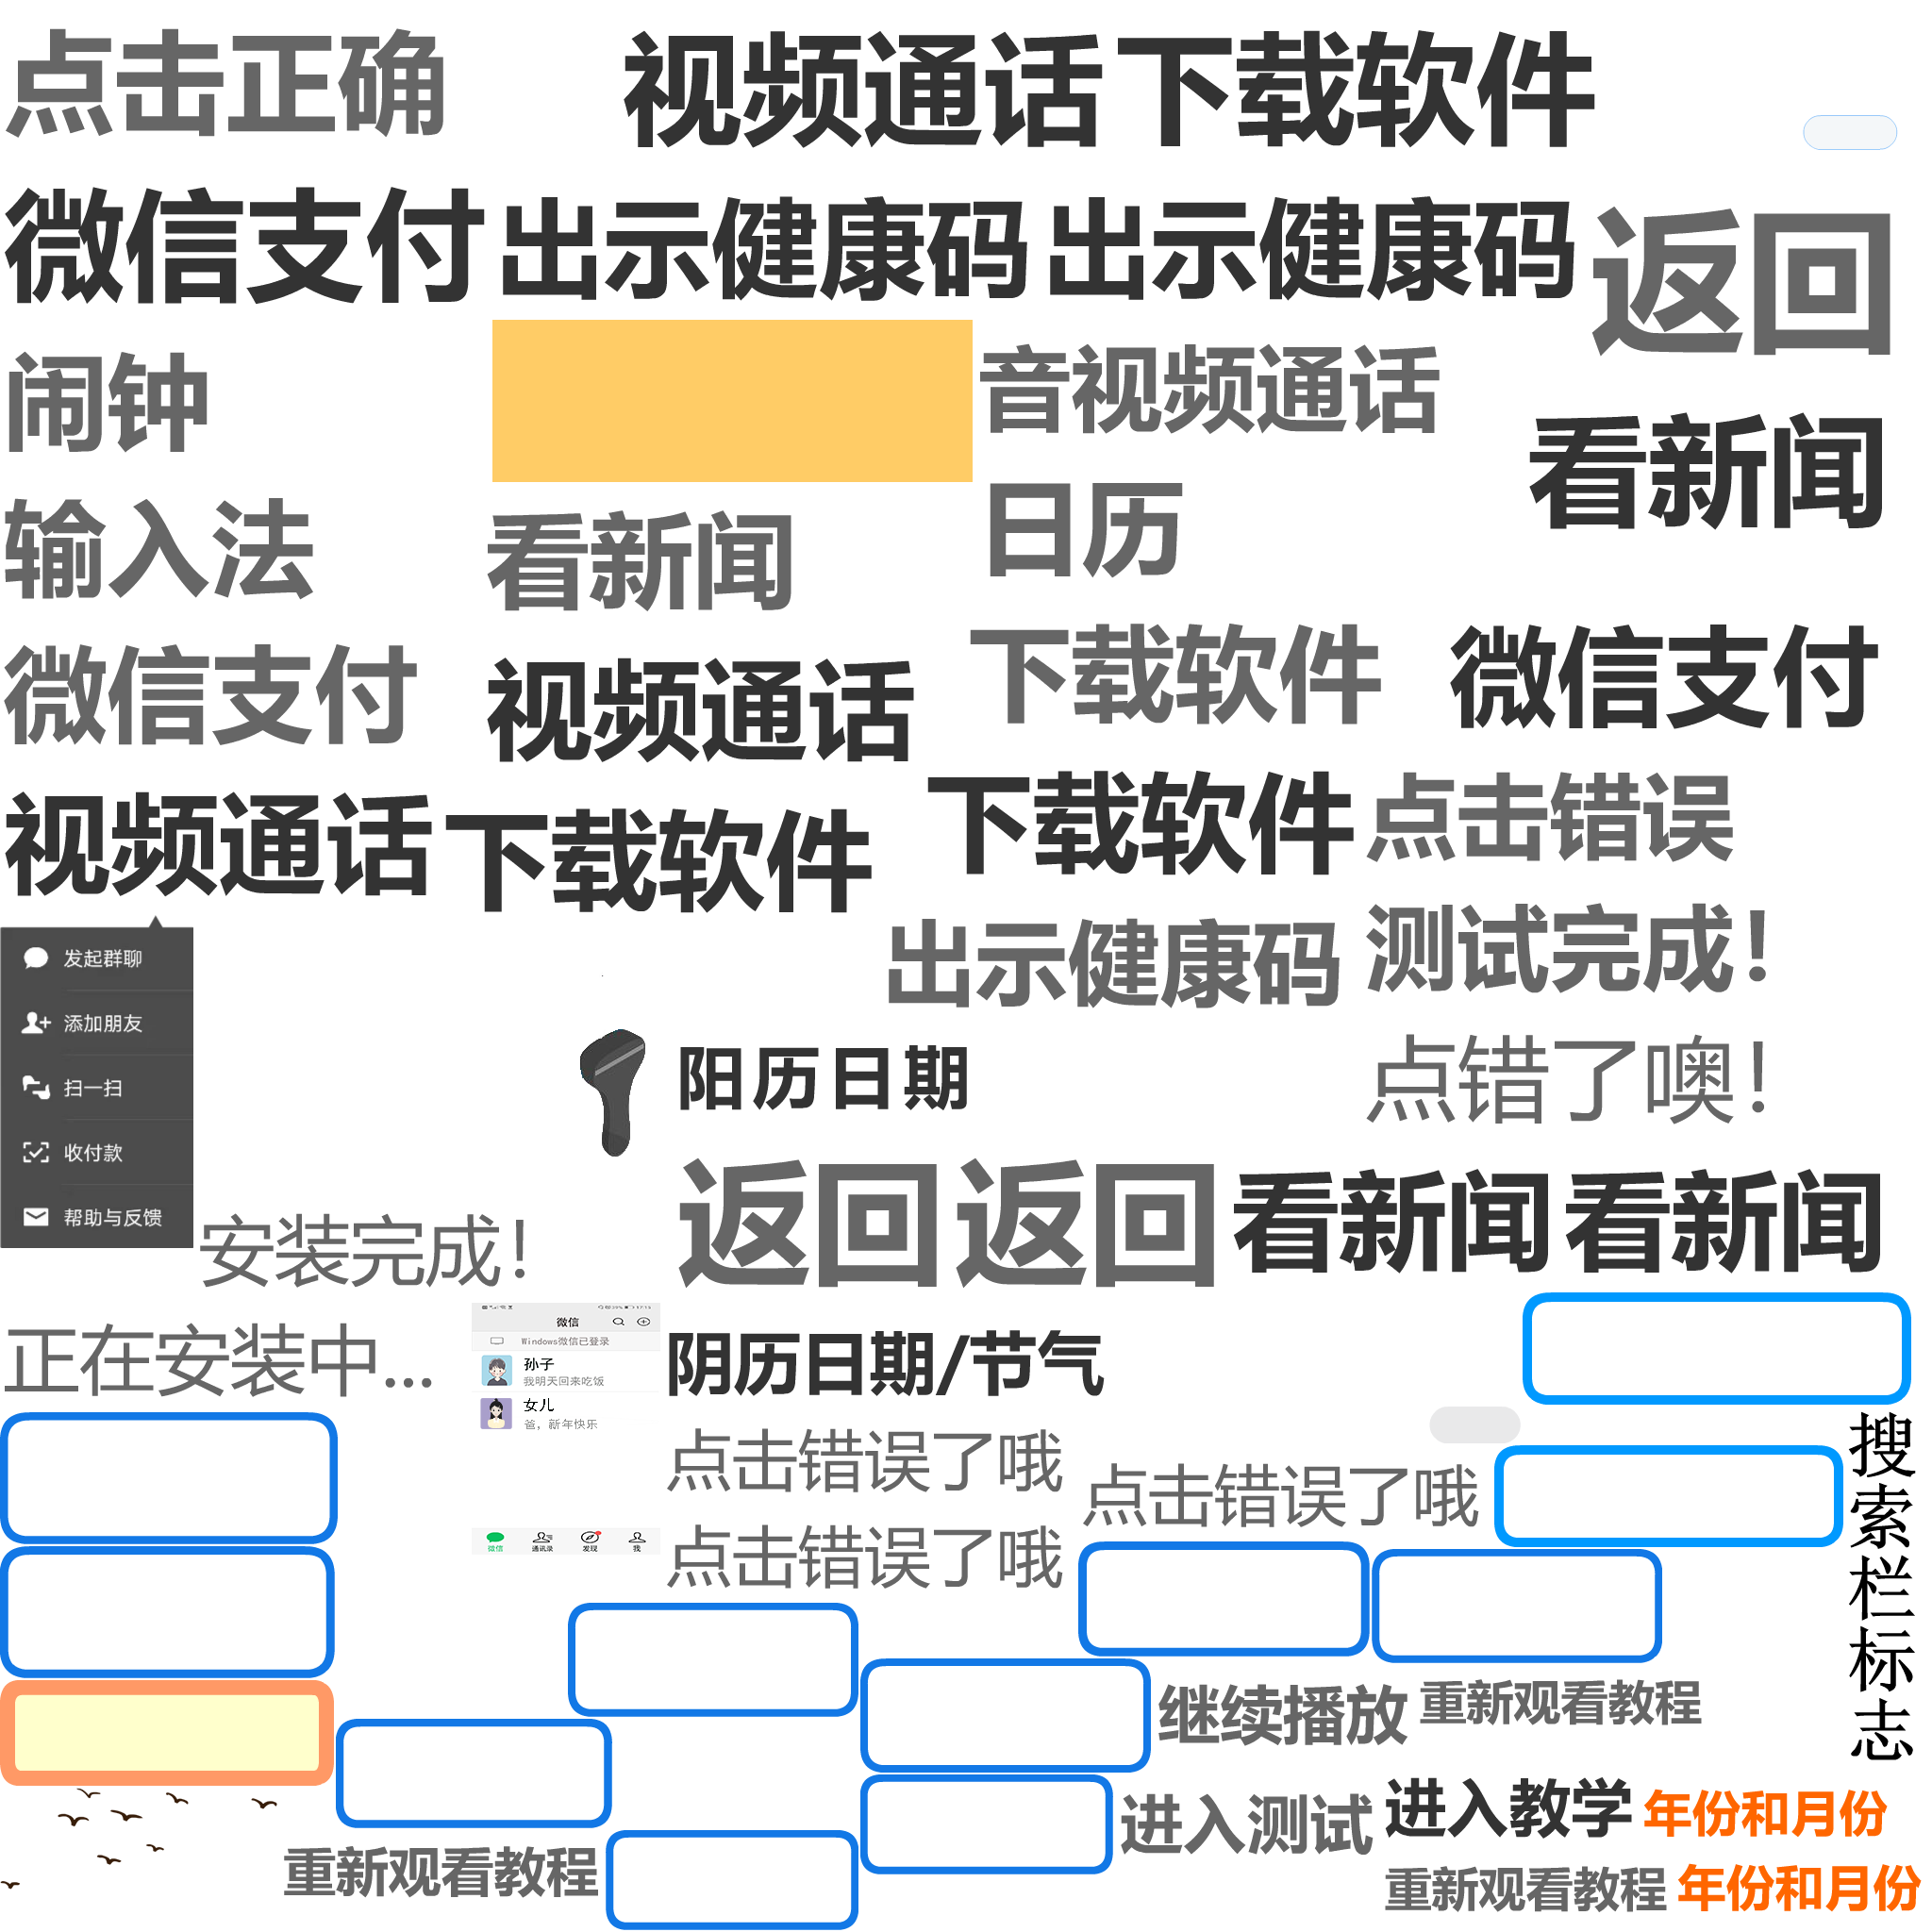 点击正确
视频通话
下载软件
微信支付
出示健康码
出示健康码
返回
闹钟
音视频通话
看新闻
输入法
看新闻
日历
微信支付
视频通话
下载软件
微信支付
视频通话
下载软件
下载软件
点击错误
出示健康码
测试完成！
发起群聊
添加朋友
扫一扫
收付款
帮助与反馈
阳历日期
点错了噢！
安装完成！
返回
返回
看新闻
看新闻
正在安装中...
微信
Windows微信已登录
孙子
我明天回来吃饭
女儿
爸，新年快乐
微信
通讯录
发现
我
阴历日期/节气
点击错误了哦
点击错误了哦
点击错误了哦
搜索栏标志
继续播放
重新观看教程
进入测试
进入教学
年份和月份
重新观看教程
重新观看教程
年份和月份